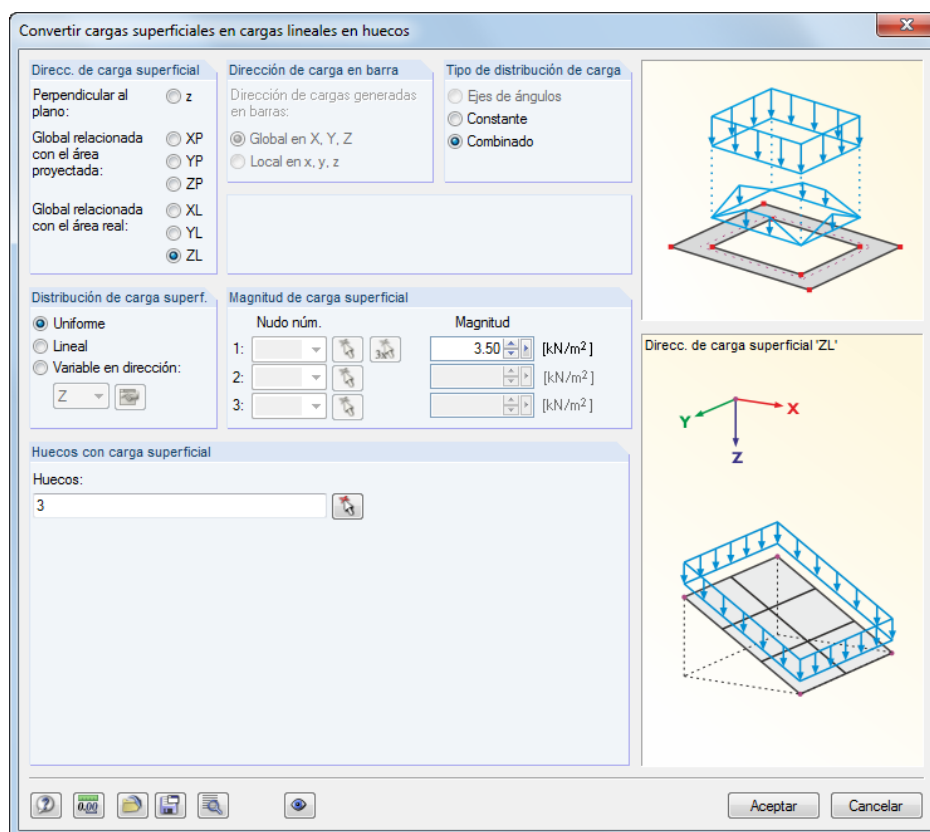 Convertir cargas superficiales en cargas lineales en huecos
Direcc. de carga superficial
Perpendicular al
plano:
z
Global relacionada
con el área
proyectada:
XP
YP
ZP
Global relacionada
con el área real:
XL
YL
ZL
Dirección de carga en barra
Dirección de cargas generadas
en barras:
Global en X, Y, Z
Local en x, y, z
Tipo de distribución de carga
Ejes de ángulos
Constante
Combinado
Distribución de carga superf.
Uniforme
Lineal
Variable en dirección:
Z
Magnitud de carga superficial
Nudo núm. Magnitud
1: 3x 3.50 [kN/m²]
2: [kN/m²]
3: [kN/m²]
Direcc. de carga superficial 'ZL'
Y X
Z
Huecos con carga superficial
Huecos:
3
0.00
Aceptar Cancelar